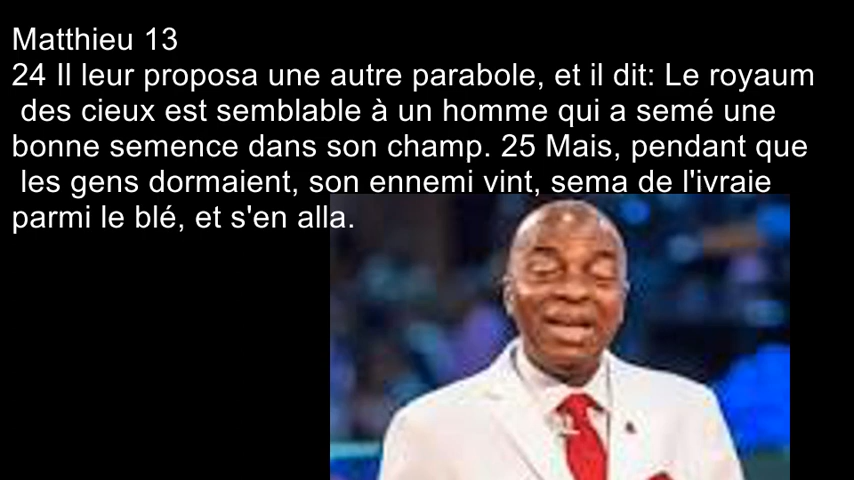 Matthieu 13
24 Il leur proposa une autre parabole, et il dit: Le royaum
des cieux est semblable à un homme qui a semé une
bonne semence dans son champ. 25 Mais, pendant que
les gens dormaient, son ennemi vint, sema de l'ivraie
parmi le blé, et s'en alla.